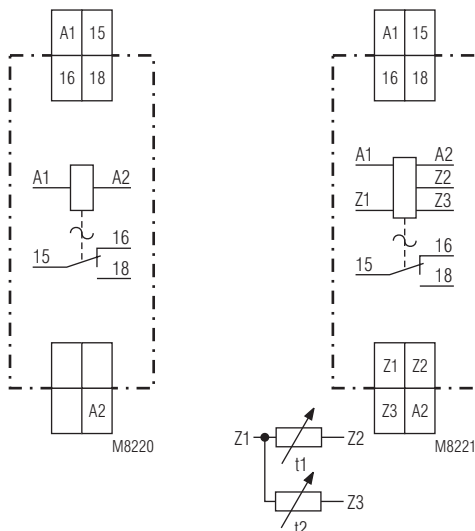 A1 15
16 18
A1 A2
15 16
18
A2
M8220
A1 15
16 18
A1 A2
Z2
Z1 Z3
15 16
18
Z1 Z2
Z3 A2
M8221
Z1 Z2
t1
Z3
t2